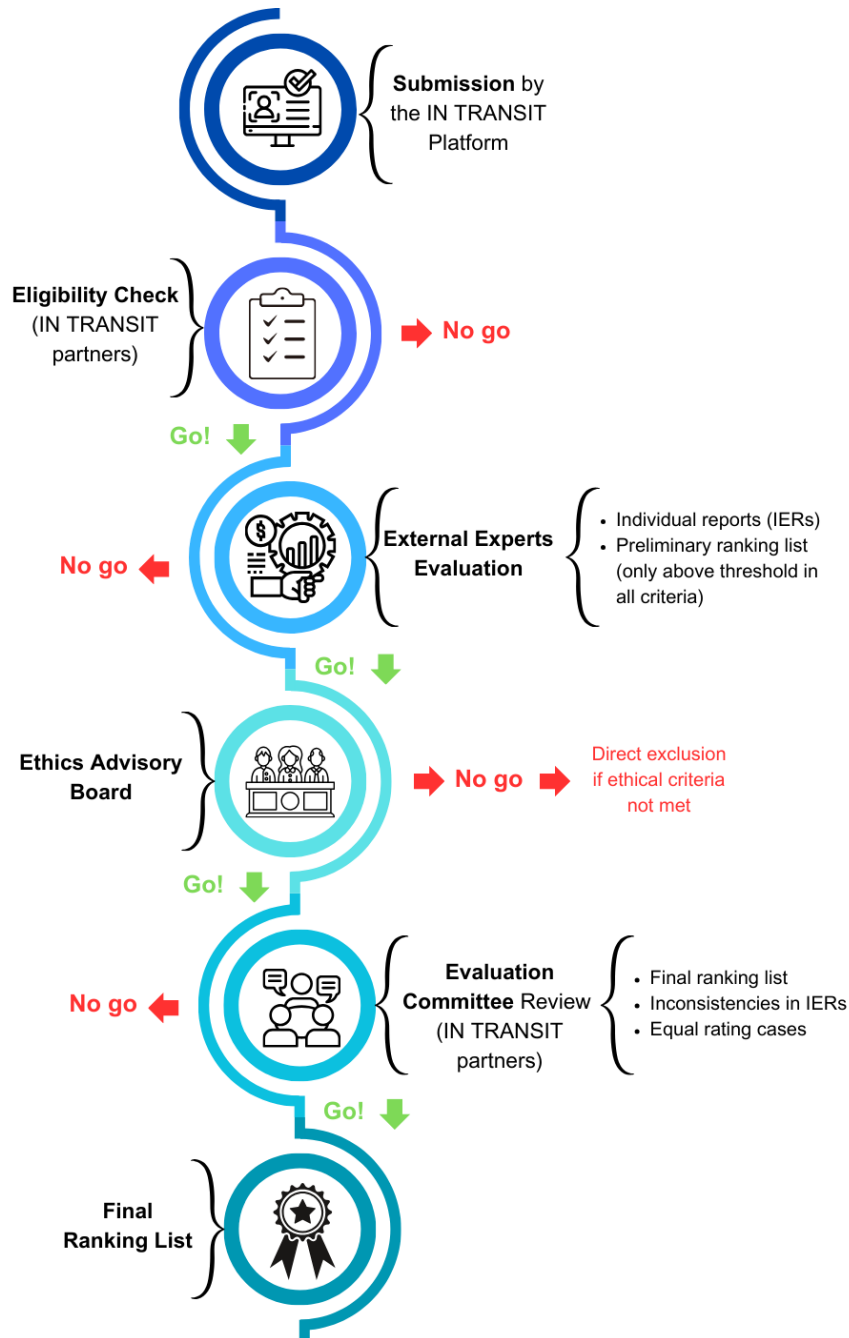 Submission by
the IN TRANSIT
Platform
Eligibility Check
(IN TRANSIT
partners)
No go
Go!
External Experts
Evaluation
• Individual reports (IERs)
• Preliminary ranking list
(only above threshold in
all criteria)
No go
Go!
Ethics Advisory
Board
No go
Direct exclusion
if ethical criteria
not met
Go!
Evaluation
Committee Review
(IN TRANSIT
partners)
• Final ranking list
• Inconsistencies in IERs
• Equal rating cases
No go
Go!
Final
Ranking List